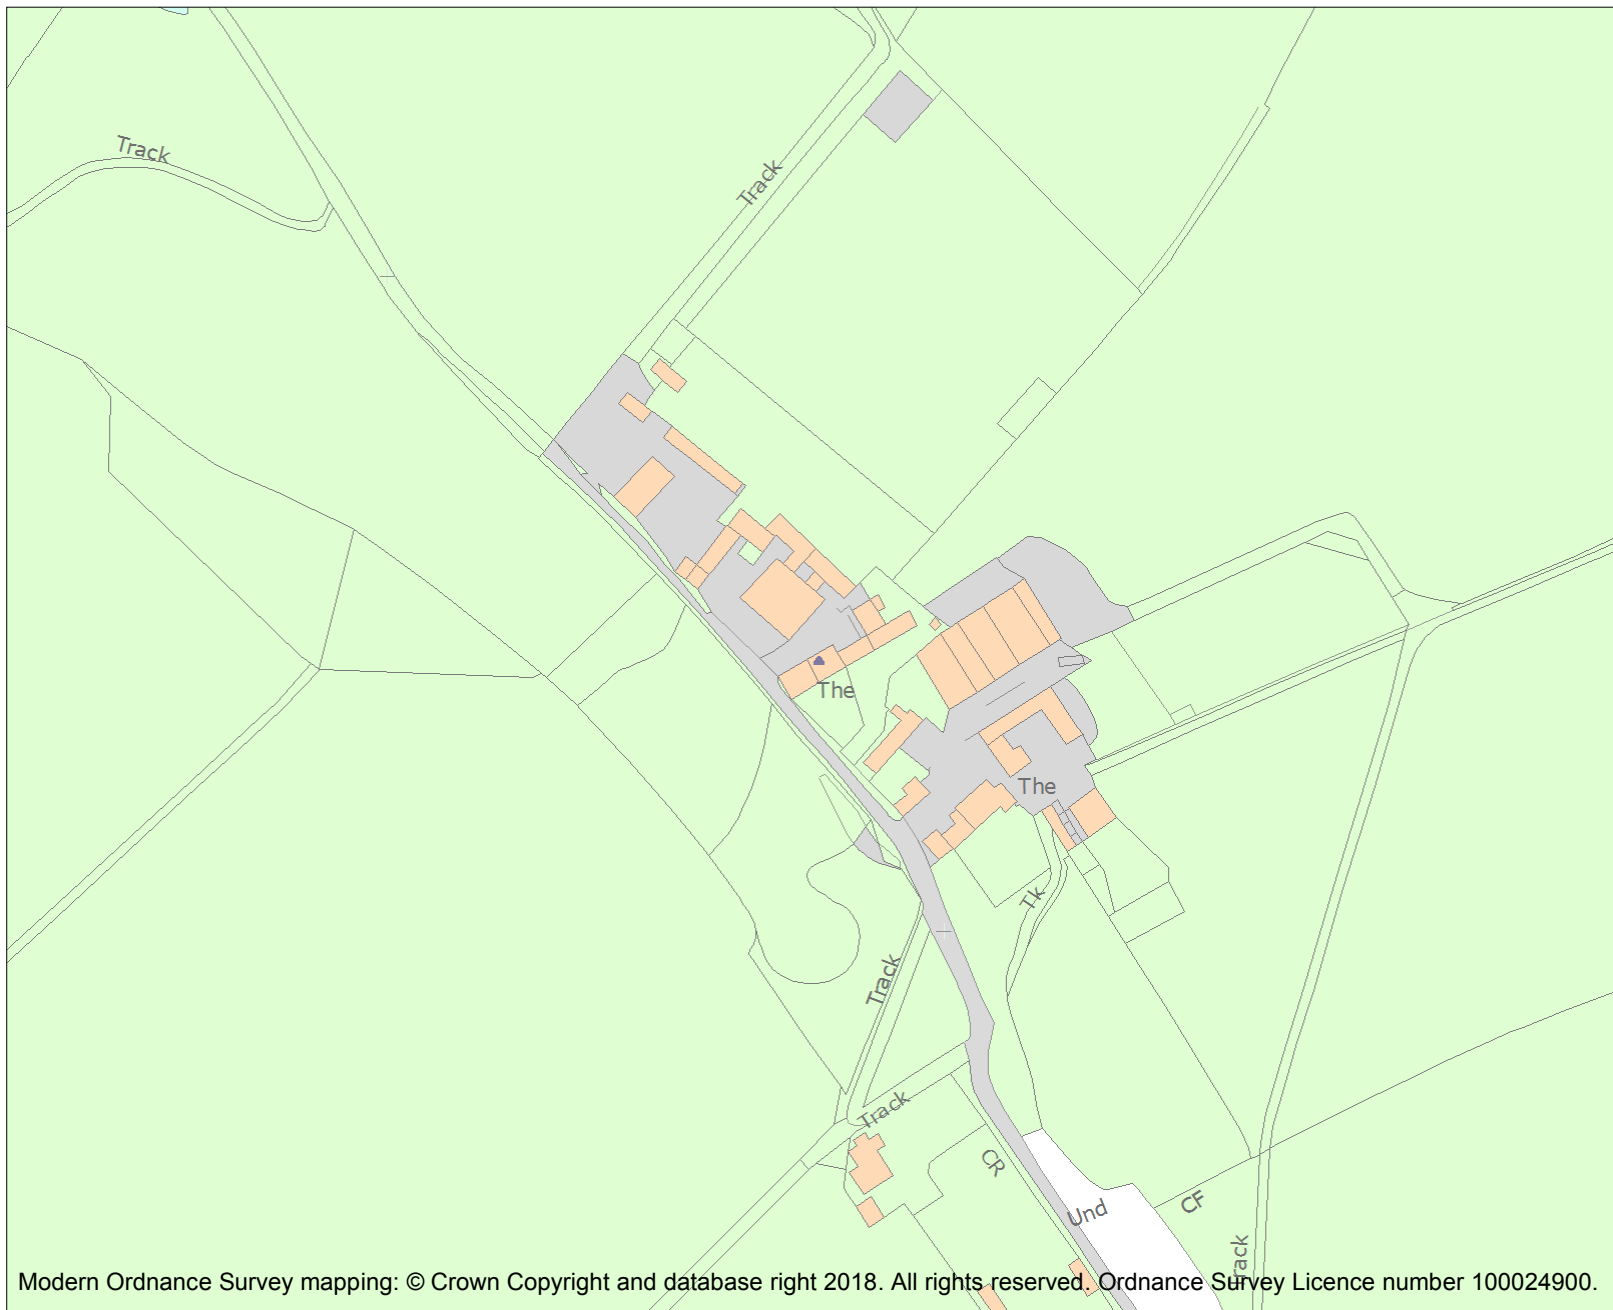 Track
Track
The
The
Tk
Track
Track
CR
Und
CF
Track
Modern Ordnance Survey mapping: © Crown Copyright and database right 2018. All rights reserved. Ordnance Survey Licence number 100024900.